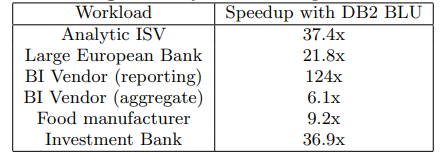 Workload Speedup with DB2 BLU
Analytic ISV 37.4x
Large European Bank 21.8x
BI Vendor (reporting) 124x
BI Vendor (aggregate) 6.1x
Food manufacturer 9.2x
Investment Bank 36.9x